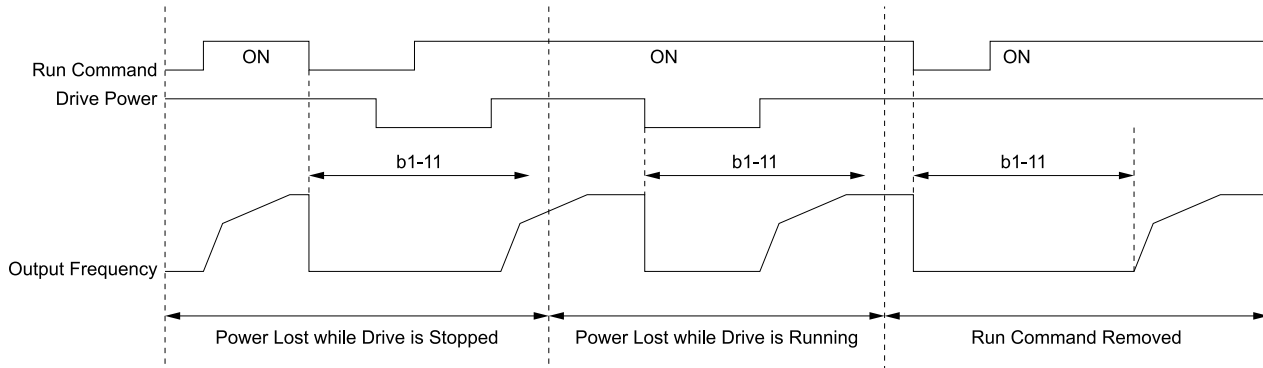 ON
ON
ON
Run Command
Drive Power
b1-11
b1-11
b1-11
Output Frequency
Power Lost while Drive is Stopped
Power Lost while Drive is Running
Run Command Removed